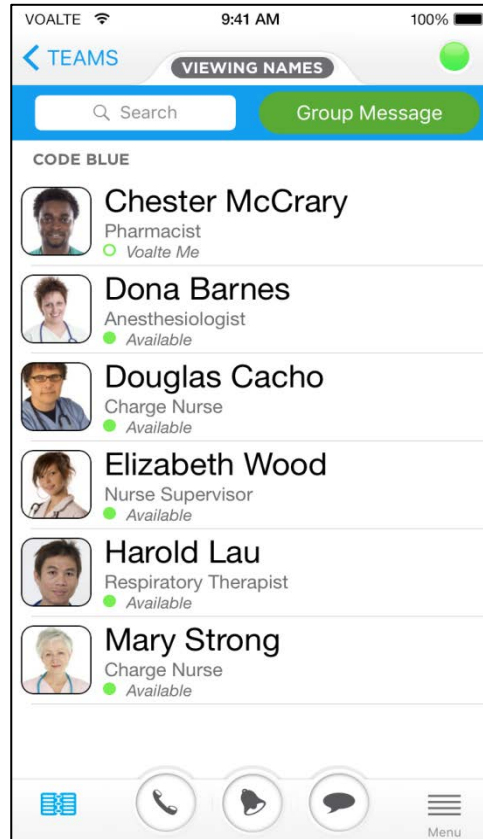 VOALTE 9:41 AM 100%
TEAMS
VIEWING NAMES
Search
Group Message
CODE BLUE
Chester McCrary
Pharmacist
Voalte Me
Dona Barnes
Anesthesiologist
Available
Douglas Cacho
Charge Nurse
Available
Elizabeth Wood
Nurse Supervisor
Available
Harold Lau
Respiratory Therapist
Available
Mary Strong
Charge Nurse
Available
Menu